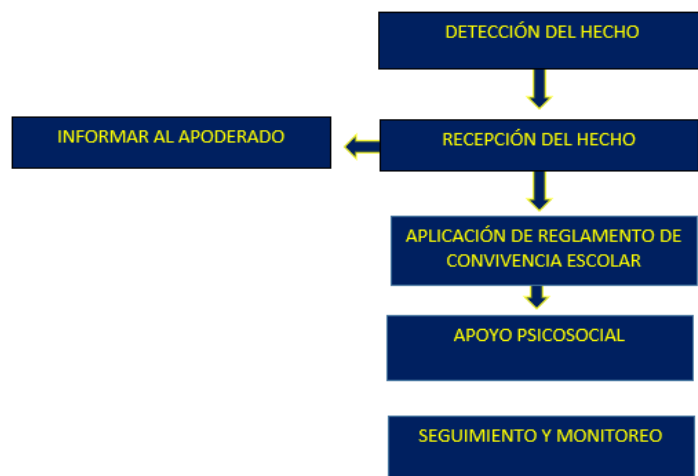 DETECCIÓN DEL HECHO
INFORMAR AL APODERADO
RECEPCIÓN DEL HECHO
APLICACIÓN DE REGLAMENTO DE
CONVIVENCIA ESCOLAR
APOYO PSICOSOCIAL
SEGUIMIENTO Y MONITOREO